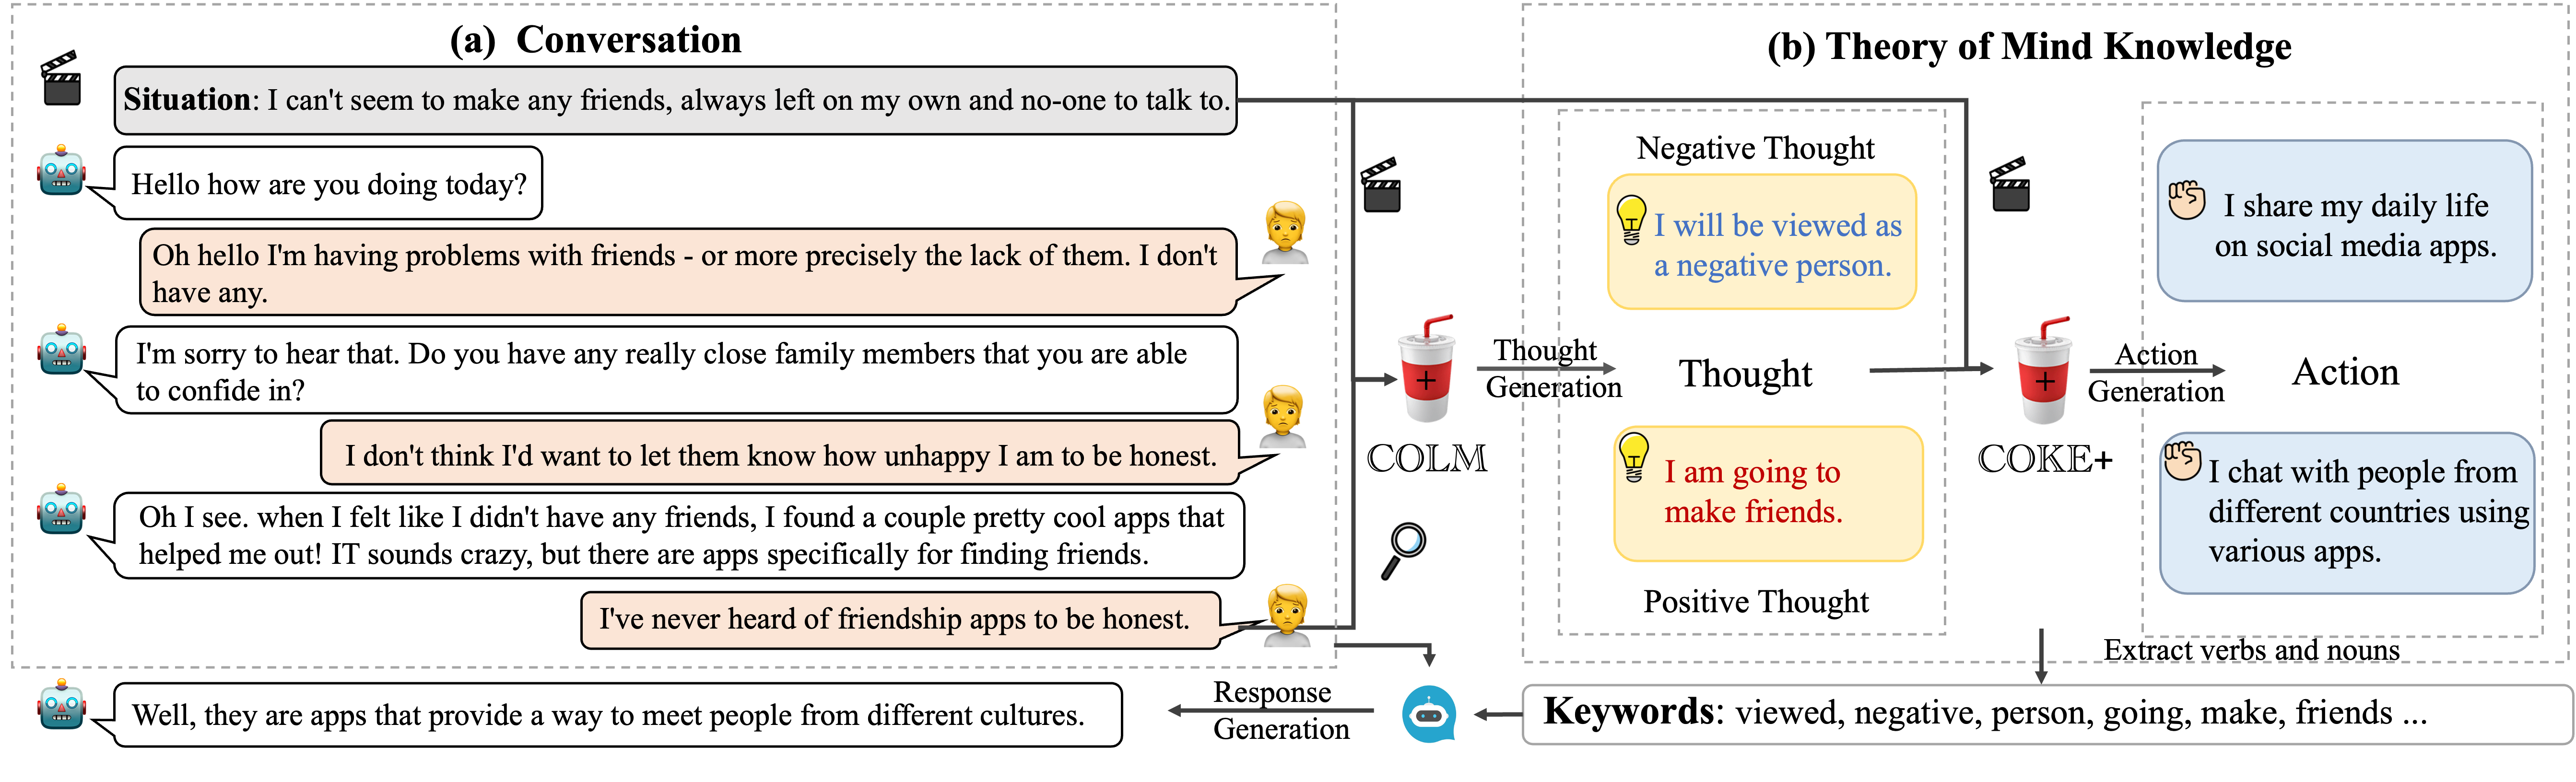 (a) Conversation
Situation: I can't seem to make any friends, always left on my own and no-one to talk to.
Hello how are you doing today?
Oh hello I'm having problems with friends - or more precisely the lack of them. I don't
have any.
I'm sorry to hear that. Do you have any really close family members that you are able
to confide in?
I don't think I'd want to let them know how unhappy I am to be honest.
Oh I see. when I felt like I didn't have any friends, I found a couple pretty cool apps that
helped me out! IT sounds crazy, but there are apps specifically for finding friends.
I've never heard of friendship apps to be honest.
Well, they are apps that provide a way to meet people from different cultures.
COLM
Thought
Generation
(b) Theory of Mind Knowledge
Negative Thought
I will be viewed as
a negative person.
Thought
I am going to
make friends.
Positive Thought
COKE+
Action
Generation
I share my daily life
on social media apps.
Action
I chat with people from
different countries using
various apps.
Extract verbs and nouns
Keywords: viewed, negative, person, going, make, friends ...
Response
Generation